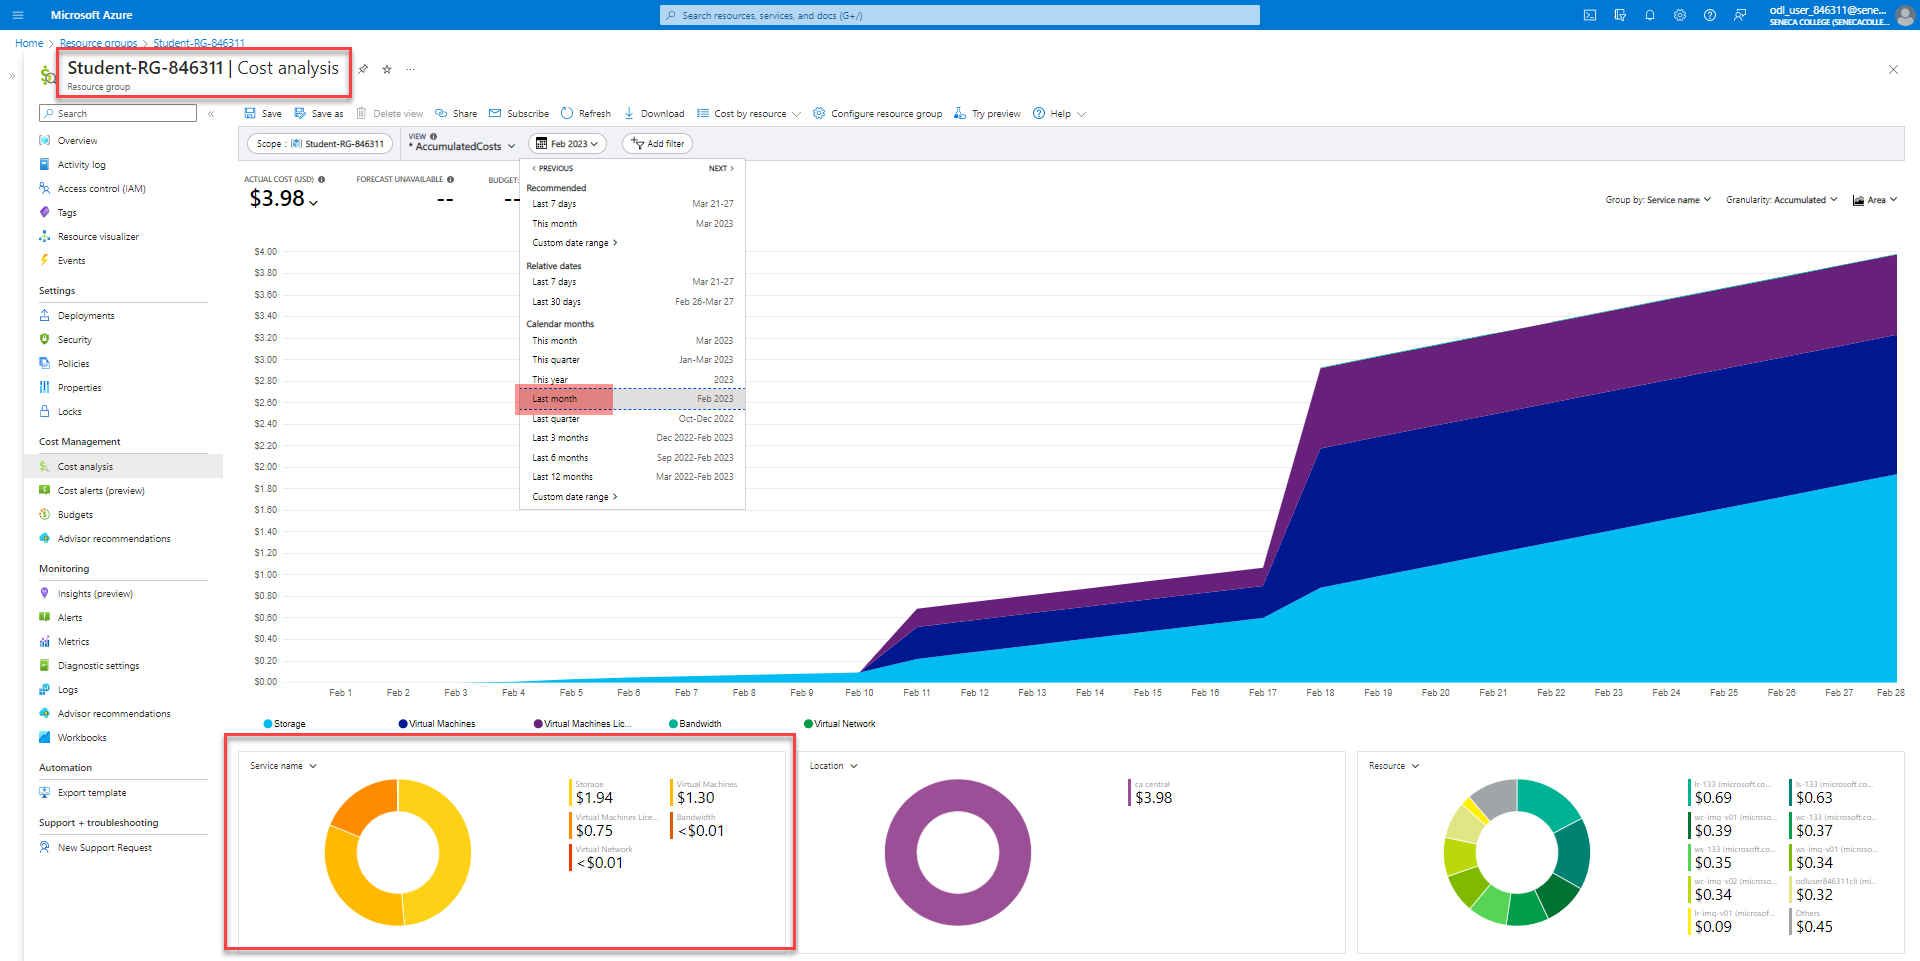 Microsoft Azure
Search resources, services, and docs (G+/)
odl_user_846311@sene...
SENECA COLLEGE (SENECACOLLE...
Home > Resource groups > Student-RG-846311
Student-RG-846311 | Cost analysis
Resource group
Search
Overview
Activity log
Access control (IAM)
Tags
Resource visualizer
Events
Settings
Deployments
Security
Policies
Properties
Locks
Cost Management
Cost analysis
Cost alerts (preview)
Budgets
Advisor recommendations
Monitoring
Insights (preview)
Alerts
Metrics
Diagnostic settings
Logs
Advisor recommendations
Workbooks
Automation
Export template
Support + troubleshooting
New Support Request
Save Save as Delete view Share Subscribe Refresh Download Cost by resource Configure resource group Try preview Help
Scope : Student-RG-846311
VIEW
* AccumulatedCosts
Feb 2023
Add filter
ACTUAL COST (USD)
$3.98
FORECAST UNAVAILABLE
--
BUDGET:
--
Group by: Service name
Granularity: Accumulated
Area
< PREVIOUS NEXT >
Recommended
Last 7 days Mar 21-27
This month Mar 2023
Custom date range >
Relative dates
Last 7 days Mar 21-27
Last 30 days Feb 26-Mar 27
Calendar months
This month Mar 2023
This quarter Jan-Mar 2023
This year 2023
Last month Feb 2023
Last quarter Oct-Dec 2022
Last 3 months Dec 2022-Feb 2023
Last 6 months Sep 2022-Feb 2023
Last 12 months Mar 2022-Feb 2023
Custom date range >
$4.00
$3.80
$3.60
$3.40
$3.20
$3.00
$2.80
$2.60
$2.40
$2.20
$2.00
$1.80
$1.60
$1.40
$1.20
$1.00
$0.80
$0.60
$0.40
$0.20
$0.00
Feb 1 Feb 2 Feb 3 Feb 4 Feb 5 Feb 6 Feb 7 Feb 8 Feb 9 Feb 10 Feb 11 Feb 12 Feb 13 Feb 14 Feb 15 Feb 16 Feb 17 Feb 18 Feb 19 Feb 20 Feb 21 Feb 22 Feb 23 Feb 24 Feb 25 Feb 26 Feb 27 Feb 28
Storage Virtual Machines Virtual Machines Lic... Bandwidth Virtual Network
Service name
Storage
$1.94
Virtual Machines
$1.30
Virtual Machines Lice...
$0.75
Bandwidth
<$0.01
Virtual Network
<$0.01
Location
ca central
$3.98
Resource
lr-133 (microsoft.co...
$0.69
ls-133 (microsoft.co...
$0.63
wc-img-v01 (microso...
$0.39
wc-133 (microsoft.co...
$0.37
ws-133 (microsoft.co...
$0.35
ws-img-v01 (microso...
$0.34
wc-img-v02 (microso...
$0.34
odluser846311cli (mi...
$0.32
lr-img-v01 (microsof...
$0.09
Others
$0.45